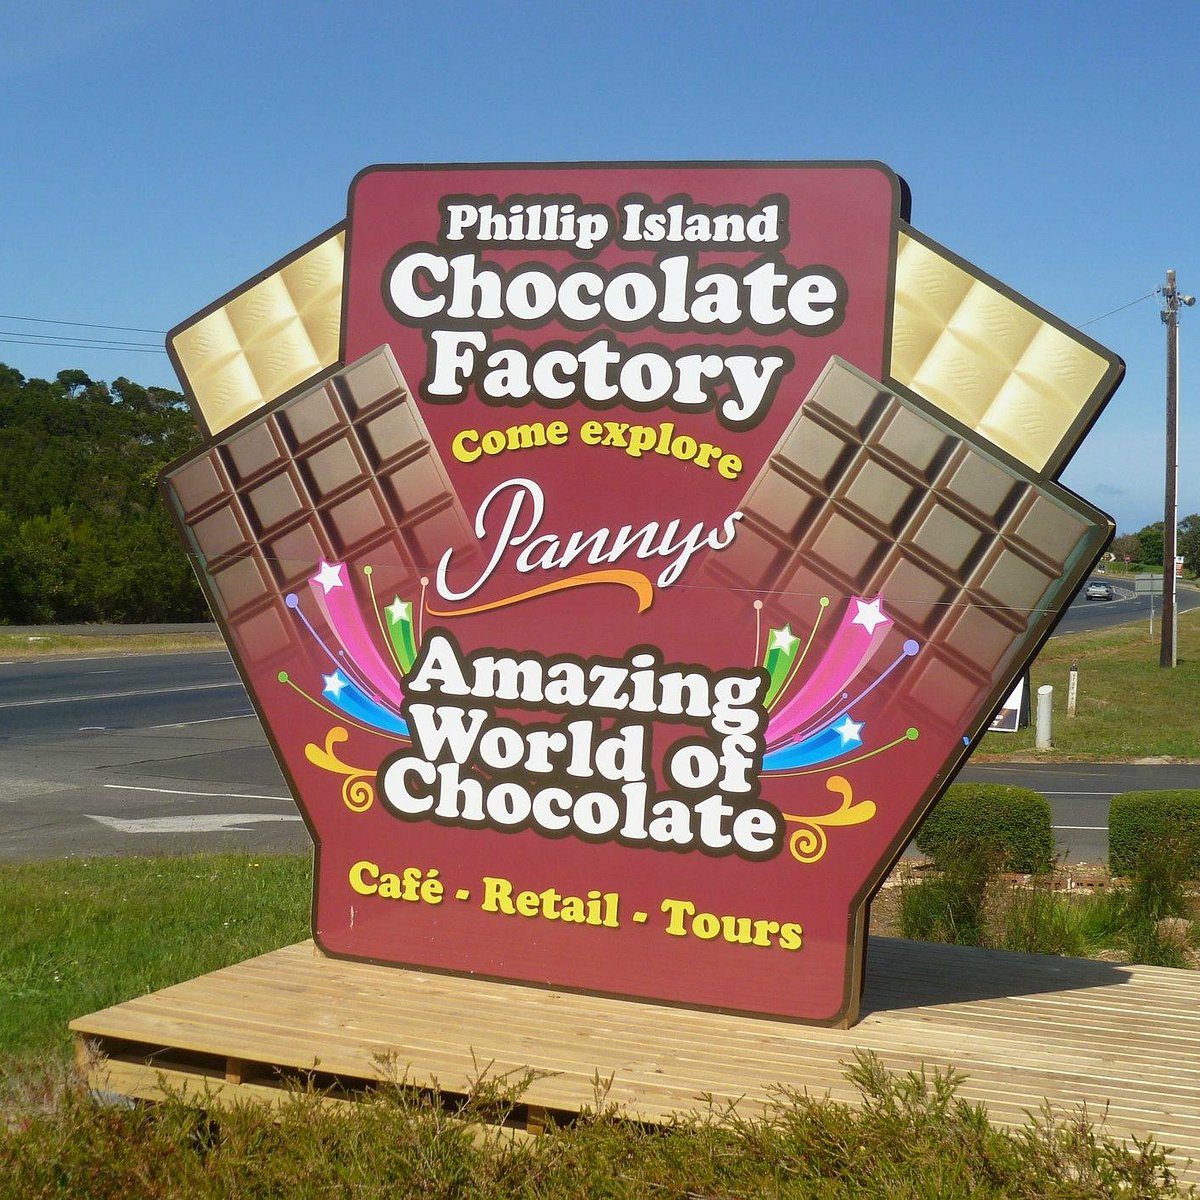 Phillip Island
Chocolate
Factory
Come explore
Pannys
Amazing
World of
Chocolate
Café - Retail - Tours